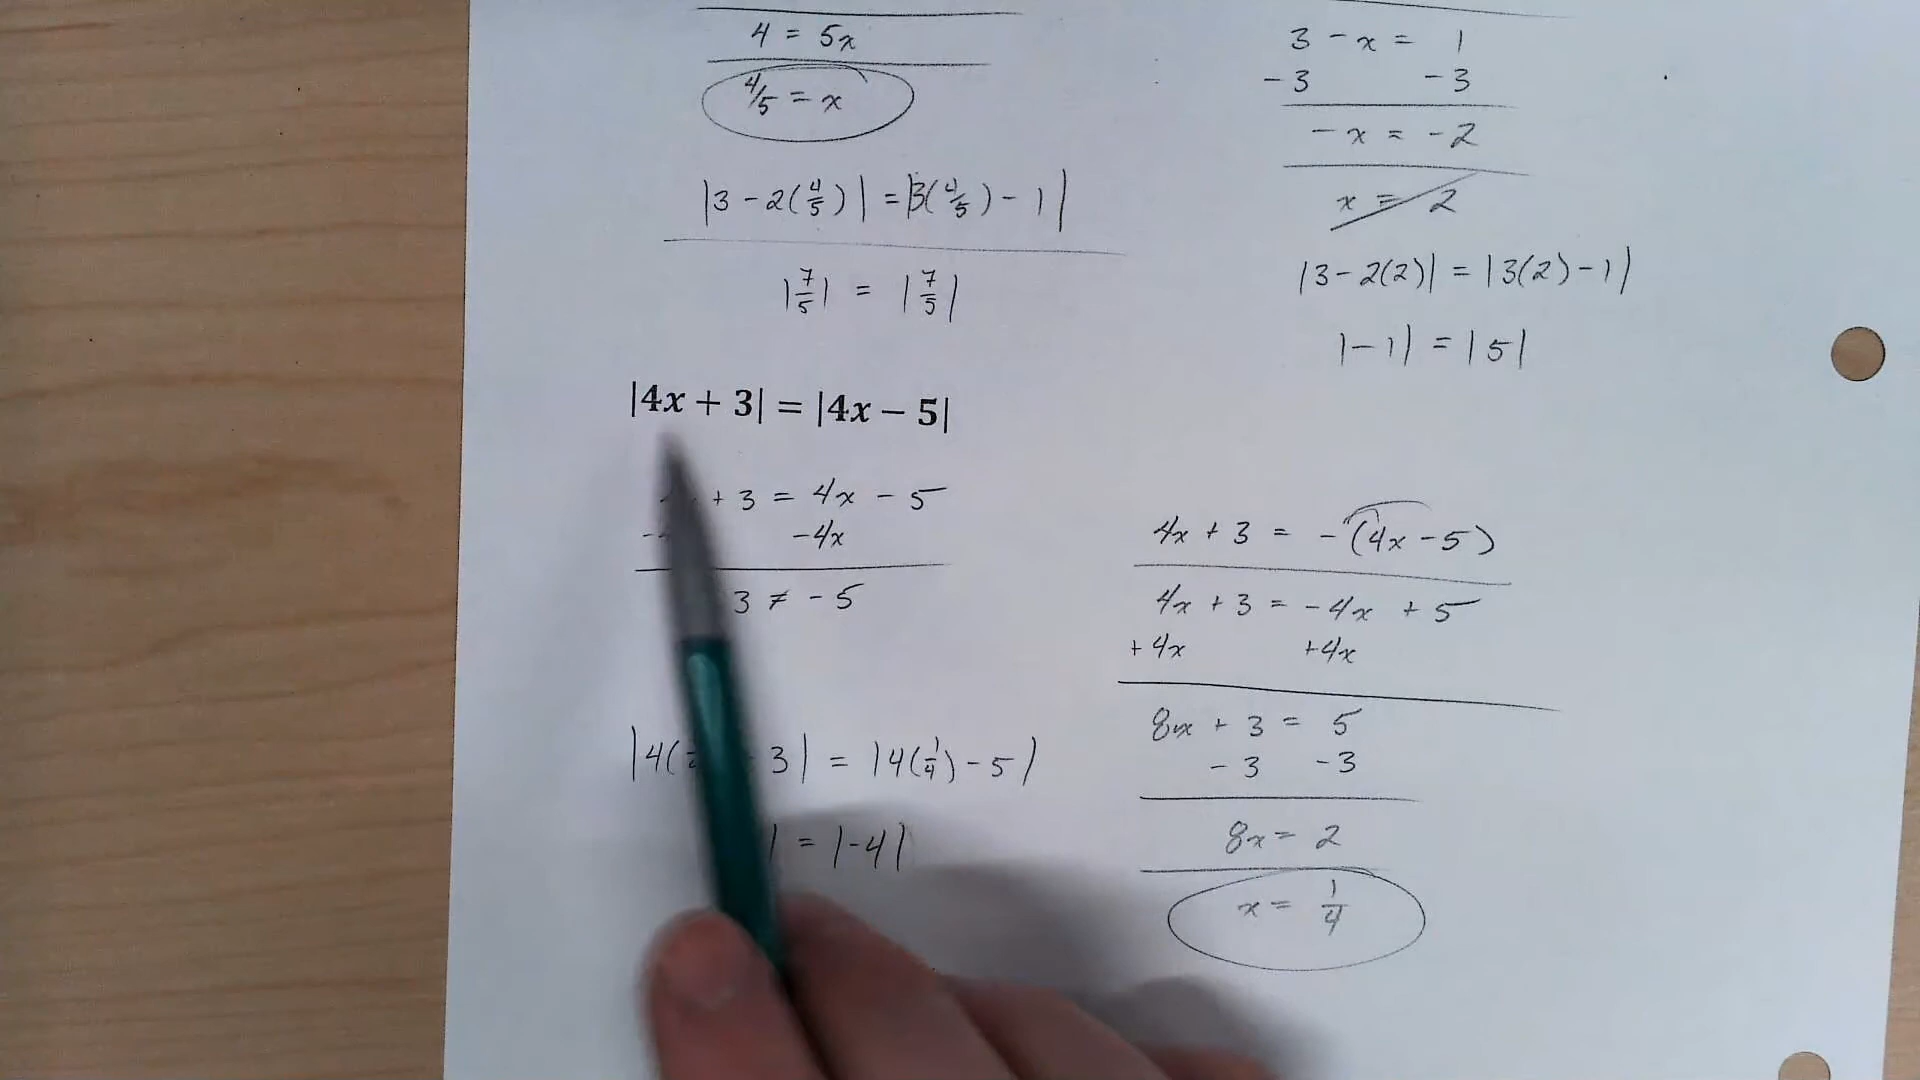 4 = 5x
4/5 = x
|3 - 2(4/5)| = |3(4/5) - 1|
|7/5| = |7/5|
3 - x = 1
-3 -3
-x = -2
x = 2
|3 - 2(2)| = |3(2) - 1|
|-1| = |5|
|4x + 3| = |4x - 5|
+ 3 = 4x - 5
-4x
3 ≠ -5
|4( 3| = |4(1/4) - 5|
| = |-4|
4x + 3 = -(4x - 5)
4x + 3 = -4x + 5
+4x +4x
8x + 3 = 5
-3 -3
8x = 2
x = 1/4